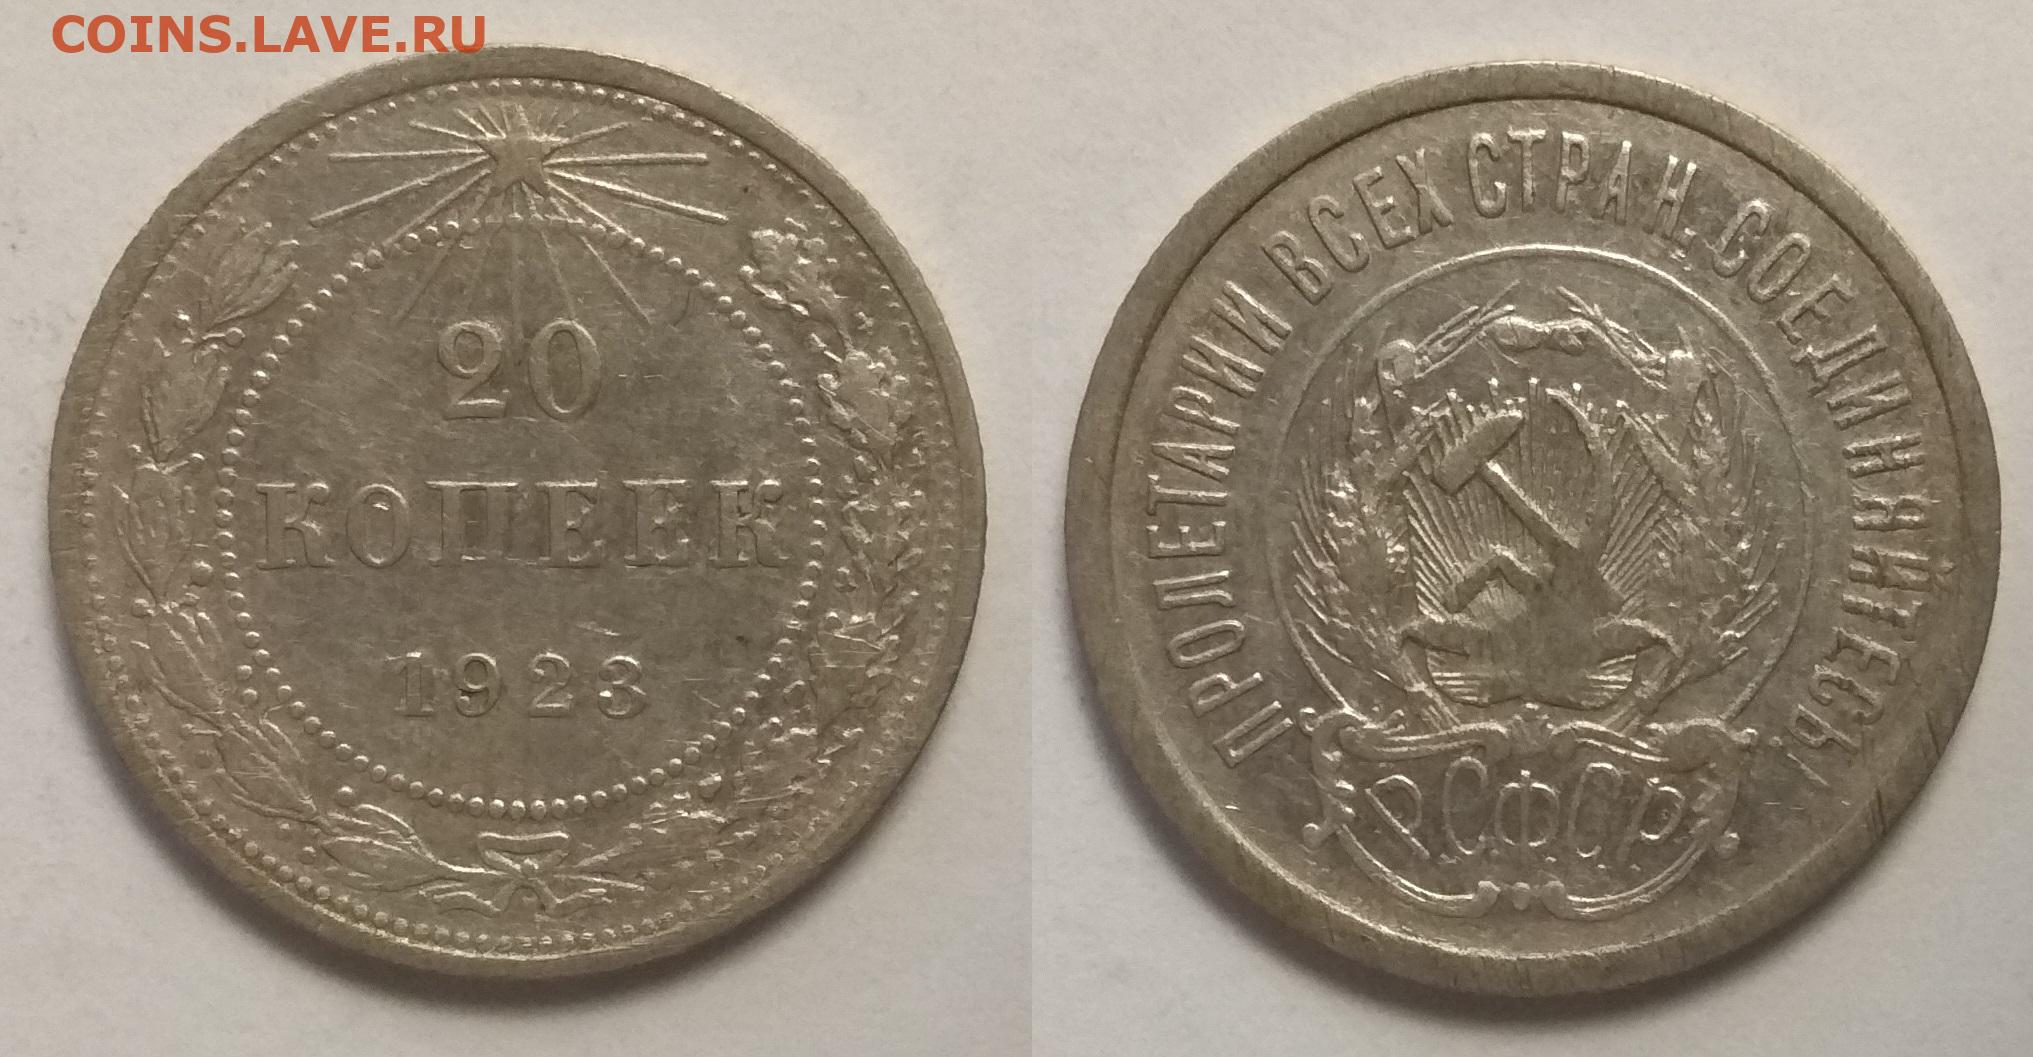 COINS.LAVE.RU
20
КОПЕЕК
1923
ПРОЛЕТАРИИ ВСЕХ СТРАН, СОЕДИНЯЙТЕСЬ!
Р.С.Ф.С.Р.